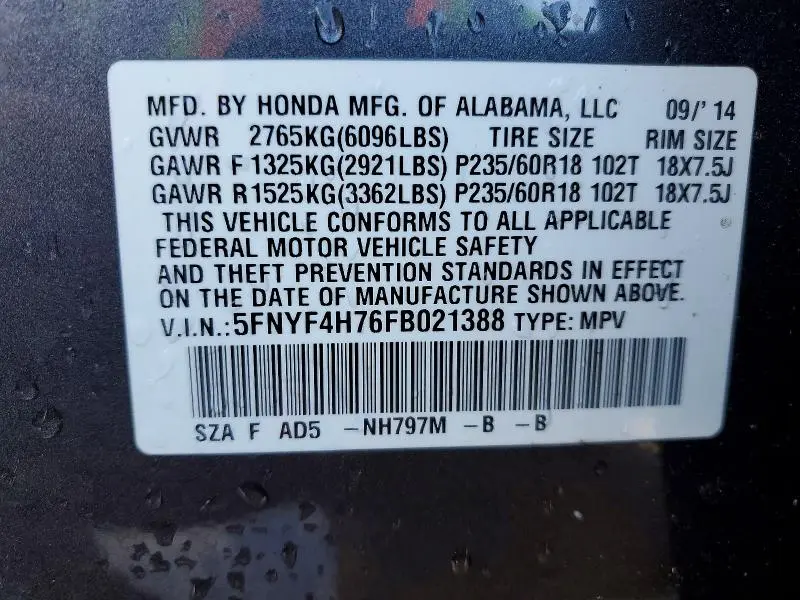 MFD. BY HONDA MFG. OF ALABAMA, LLC 09/'14
GVWR 2765KG(6096LBS) TIRE SIZE RIM SIZE
GAWR F 1325KG(2921LBS) P235/60R18 102T 18X7.5J
GAWR R 1525KG(3362LBS) P235/60R18 102T 18X7.5J
THIS VEHICLE CONFORMS TO ALL APPLICABLE
FEDERAL MOTOR VEHICLE SAFETY
AND THEFT PREVENTION STANDARDS IN EFFECT
ON THE DATE OF MANUFACTURE SHOWN ABOVE.
V.I.N.:5FNYF4H76FB021388 TYPE: MPV
SZA F AD5 -NH797M -B -B